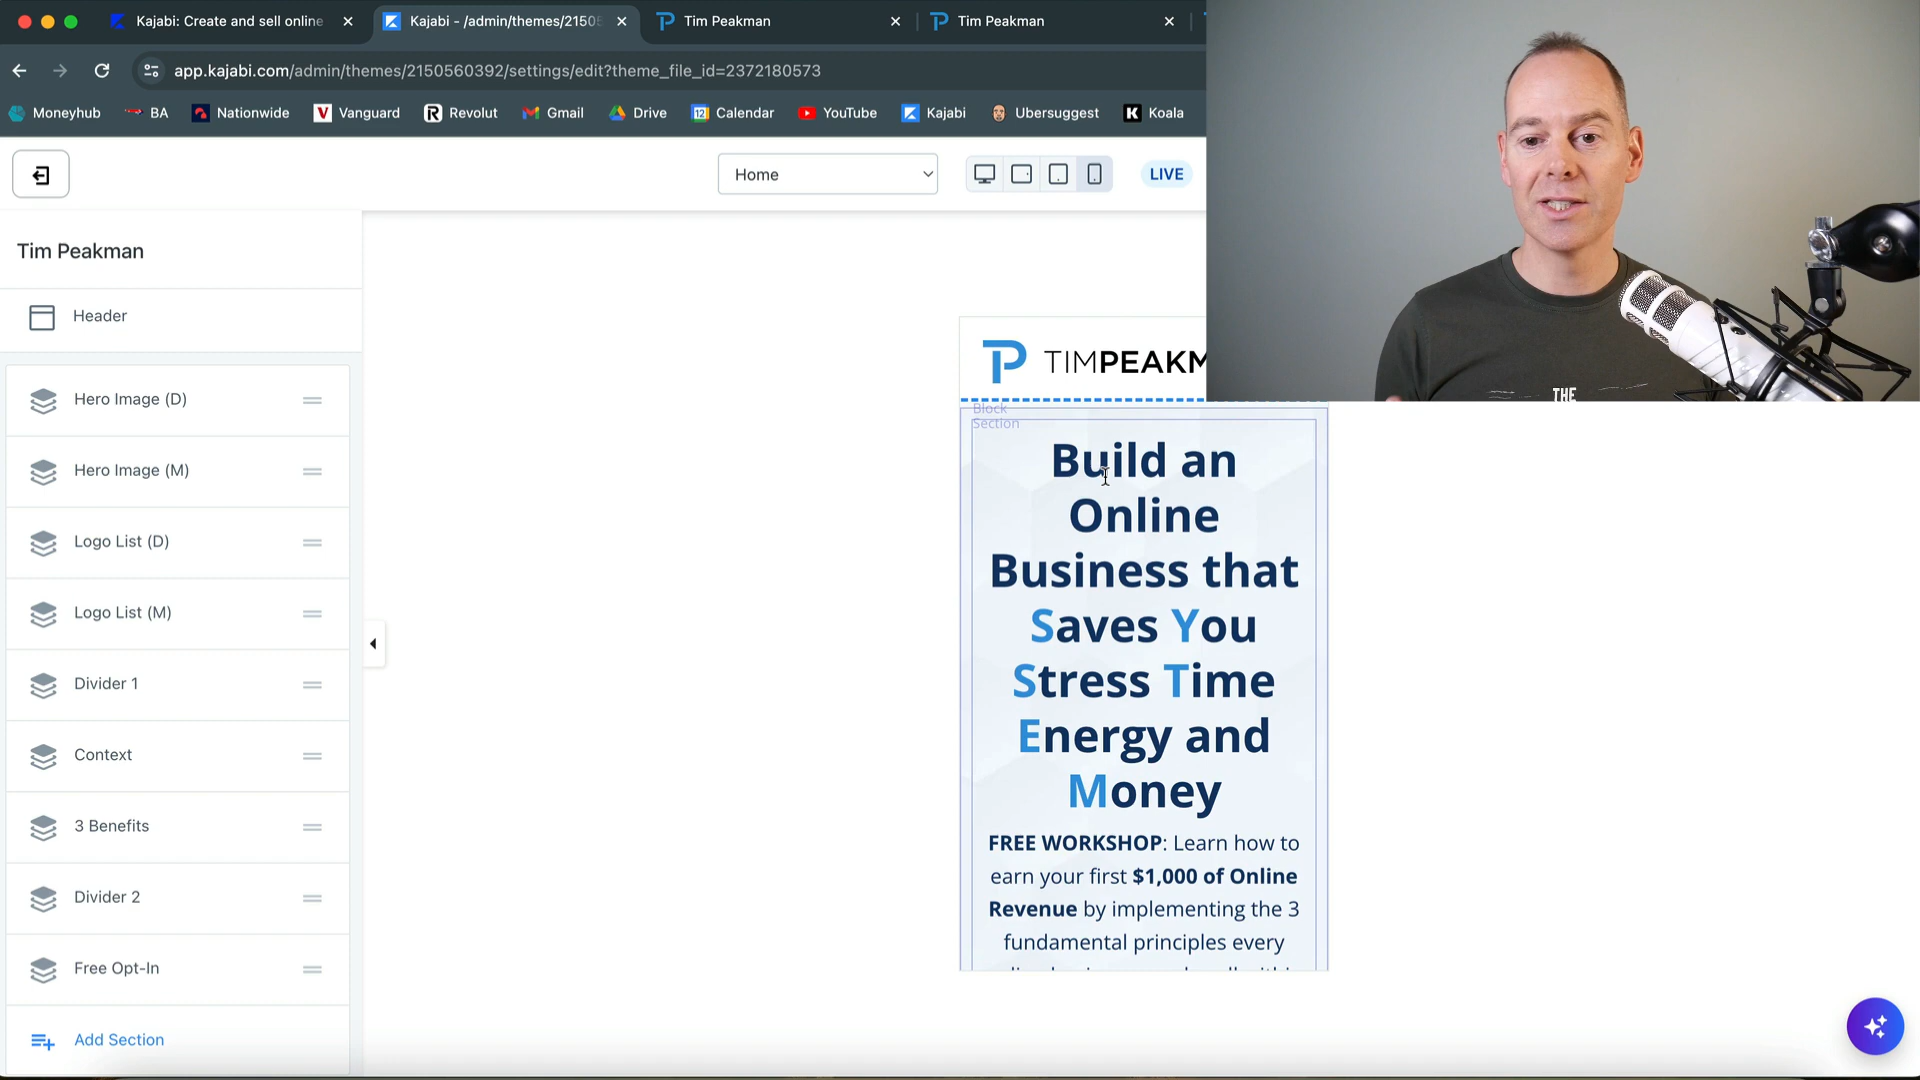 Kajabi: Create and sell online
Kajabi - /admin/themes/2150
Tim Peakman
Tim Peakman
app.kajabi.com/admin/themes/2150560392/settings/edit?theme_file_id=2372180573
Moneyhub
BA
Nationwide
Vanguard
Revolut
Gmail
Drive
Calendar
YouTube
Kajabi
Ubersuggest
Koala
Home
LIVE
Tim Peakman
Header
Hero Image (D)
Hero Image (M)
Logo List (D)
Logo List (M)
Divider 1
Context
3 Benefits
Divider 2
Free Opt-In
Add Section
TIMPEAKM
Block
Section
Build an
Online
Business that
Saves You
Stress Time
Energy and
Money
FREE WORKSHOP: Learn how to
earn your first $1,000 of Online
Revenue by implementing the 3
fundamental principles every
THE